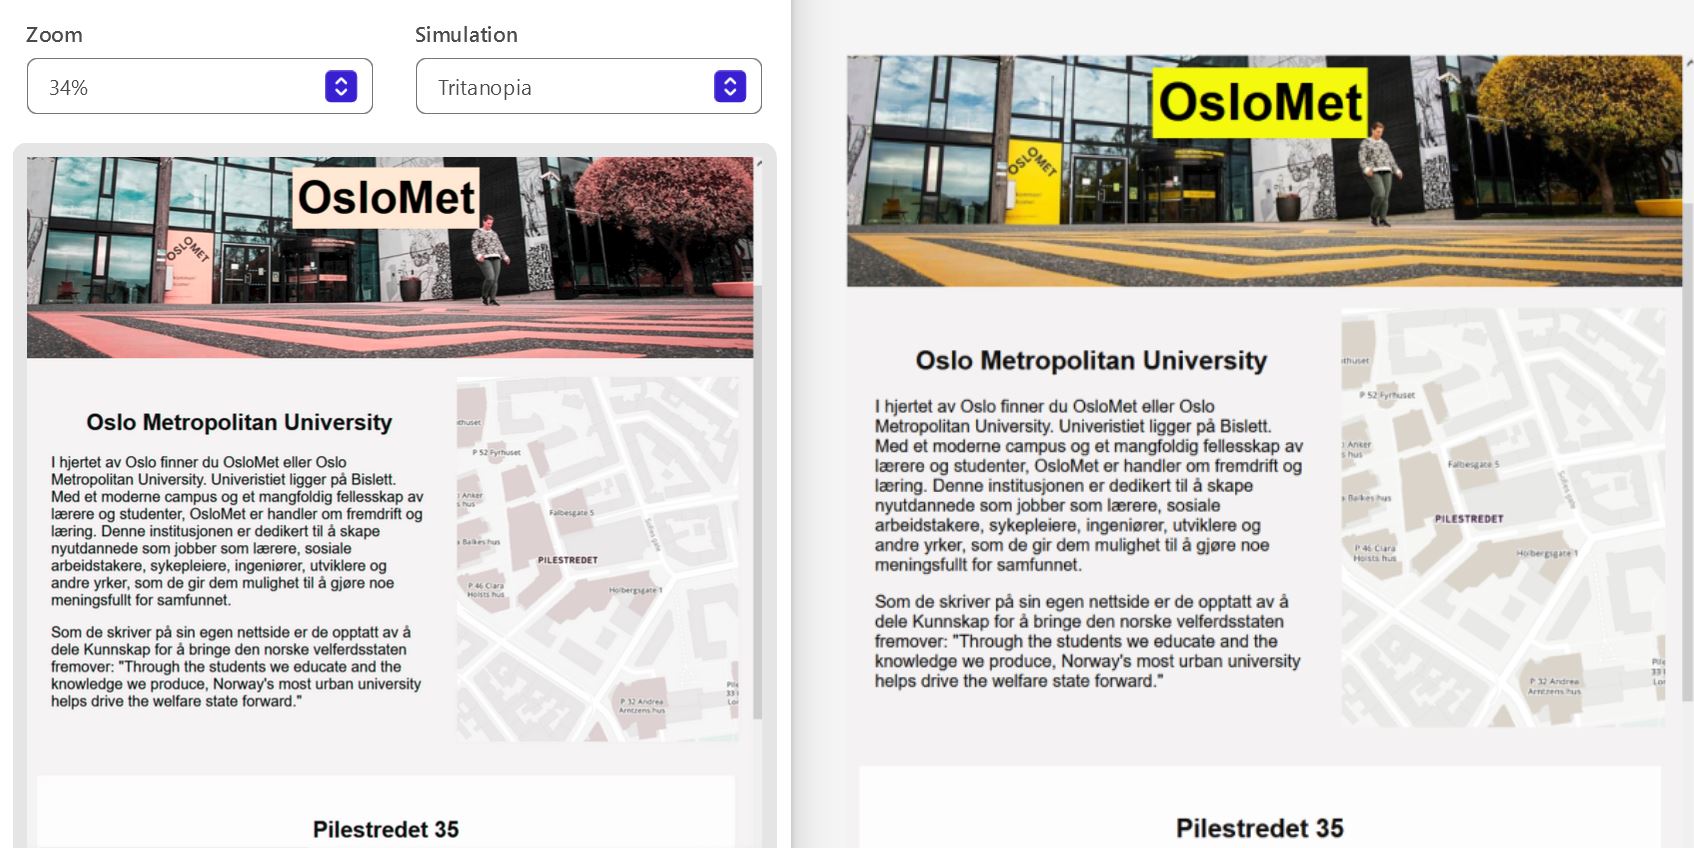 Zoom
34%
Simulation
Tritanopia
OsloMet
OSLOMET
Oslo Metropolitan University
I hjertet av Oslo finner du OsloMet eller Oslo
Metropolitan University. Univeristiet ligger på Bislett.
Med et moderne campus og et mangfoldig fellesskap av
lærere og studenter, OsloMet er handler om fremdrift og
læring. Denne institusjonen er dedikert til å skape
nyutdannede som jobber som lærere, sosiale
arbeidstakere, sykepleiere, ingeniører, utviklere og
andre yrker, som de gir dem mulighet til å gjøre noe
meningsfullt for samfunnet.
Som de skriver på sin egen nettside er de opptatt av å
dele Kunnskap for å bringe den norske velferdsstaten
fremover: "Through the students we educate and the
knowledge we produce, Norway's most urban university
helps drive the welfare state forward."
thuset
P 52 Fyrhuset
Anker
s hus
Falbesgate 5
Sofies gate
a Balkes hus
PILESTREDET
P 46 Clara
Holsts hus
Holbergsgate 1
P 32 Andrea
Arntzens hus
Pile
33
Lor
Pilestredet 35
OsloMet
OSLOMET
Oslo Metropolitan University
I hjertet av Oslo finner du OsloMet eller Oslo
Metropolitan University. Univeristiet ligger på Bislett.
Med et moderne campus og et mangfoldig fellesskap av
lærere og studenter, OsloMet er handler om fremdrift og
læring. Denne institusjonen er dedikert til å skape
nyutdannede som jobber som lærere, sosiale
arbeidstakere, sykepleiere, ingeniører, utviklere og
andre yrker, som de gir dem mulighet til å gjøre noe
meningsfullt for samfunnet.
Som de skriver på sin egen nettside er de opptatt av å
dele Kunnskap for å bringe den norske velferdsstaten
fremover: "Through the students we educate and the
knowledge we produce, Norway's most urban university
helps drive the welfare state forward."
thuset
P 52 Fyrhuset
Anker
s hus
Falbesgate 5
Sofies gate
a Balkes hus
PILESTREDET
P 46 Clara
Holsts hus
Holbergsgate 1
P 32 Andrea
Arntzens hus
Pile
33
Lor
Pilestredet 35